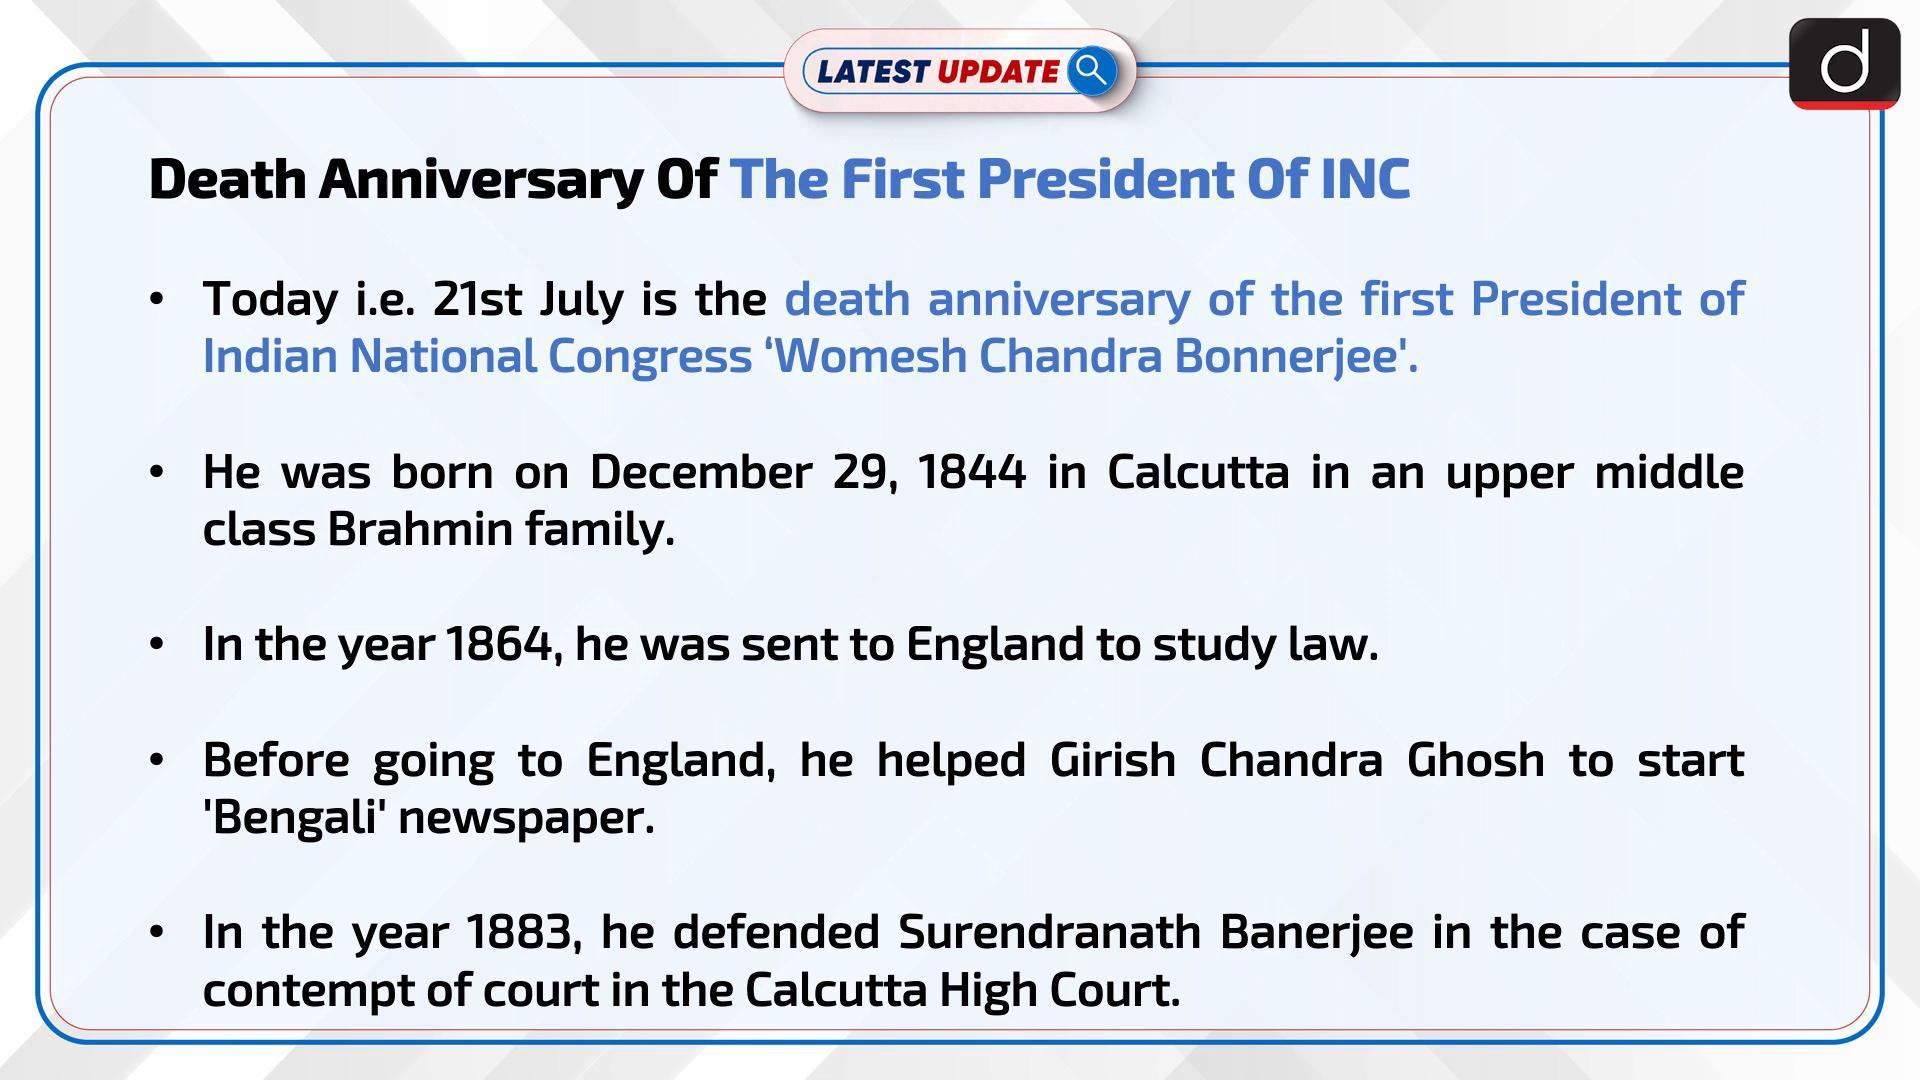 LATEST UPDATE
d
Death Anniversary Of The First President Of INC
• Today i.e. 21st July is the death anniversary of the first President of
Indian National Congress ‘Womesh Chandra Bonnerjee'.
• He was born on December 29, 1844 in Calcutta in an upper middle
class Brahmin family.
• In the year 1864, he was sent to England to study law.
• Before going to England, he helped Girish Chandra Ghosh to start
'Bengali' newspaper.
• In the year 1883, he defended Surendranath Banerjee in the case of
contempt of court in the Calcutta High Court.